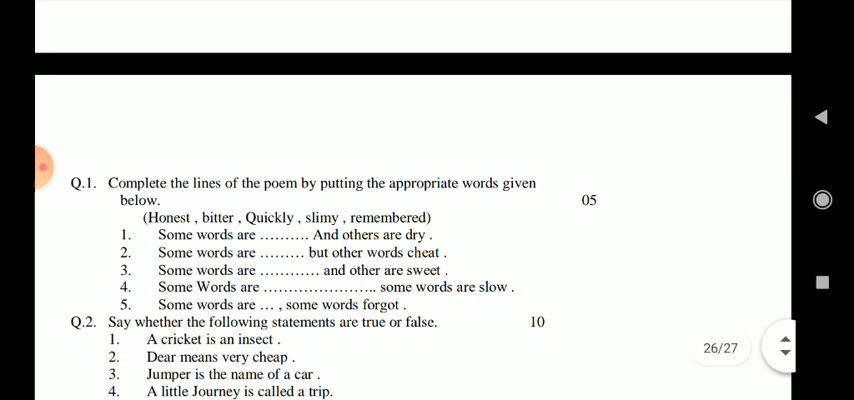 Q.1. Complete the lines of the poem by putting the appropriate words given
below. 05
(Honest , bitter , Quickly , slimy , remembered)
1. Some words are ………. And others are dry .
2. Some words are ……… but other words cheat .
3. Some words are ………… and other are sweet .
4. Some Words are ………………….. some words are slow .
5. Some words are … , some words forgot .
Q.2. Say whether the following statements are true or false. 10
1. A cricket is an insect .
2. Dear means very cheap .
3. Jumper is the name of a car .
4. A little Journey is called a trip.
26/27